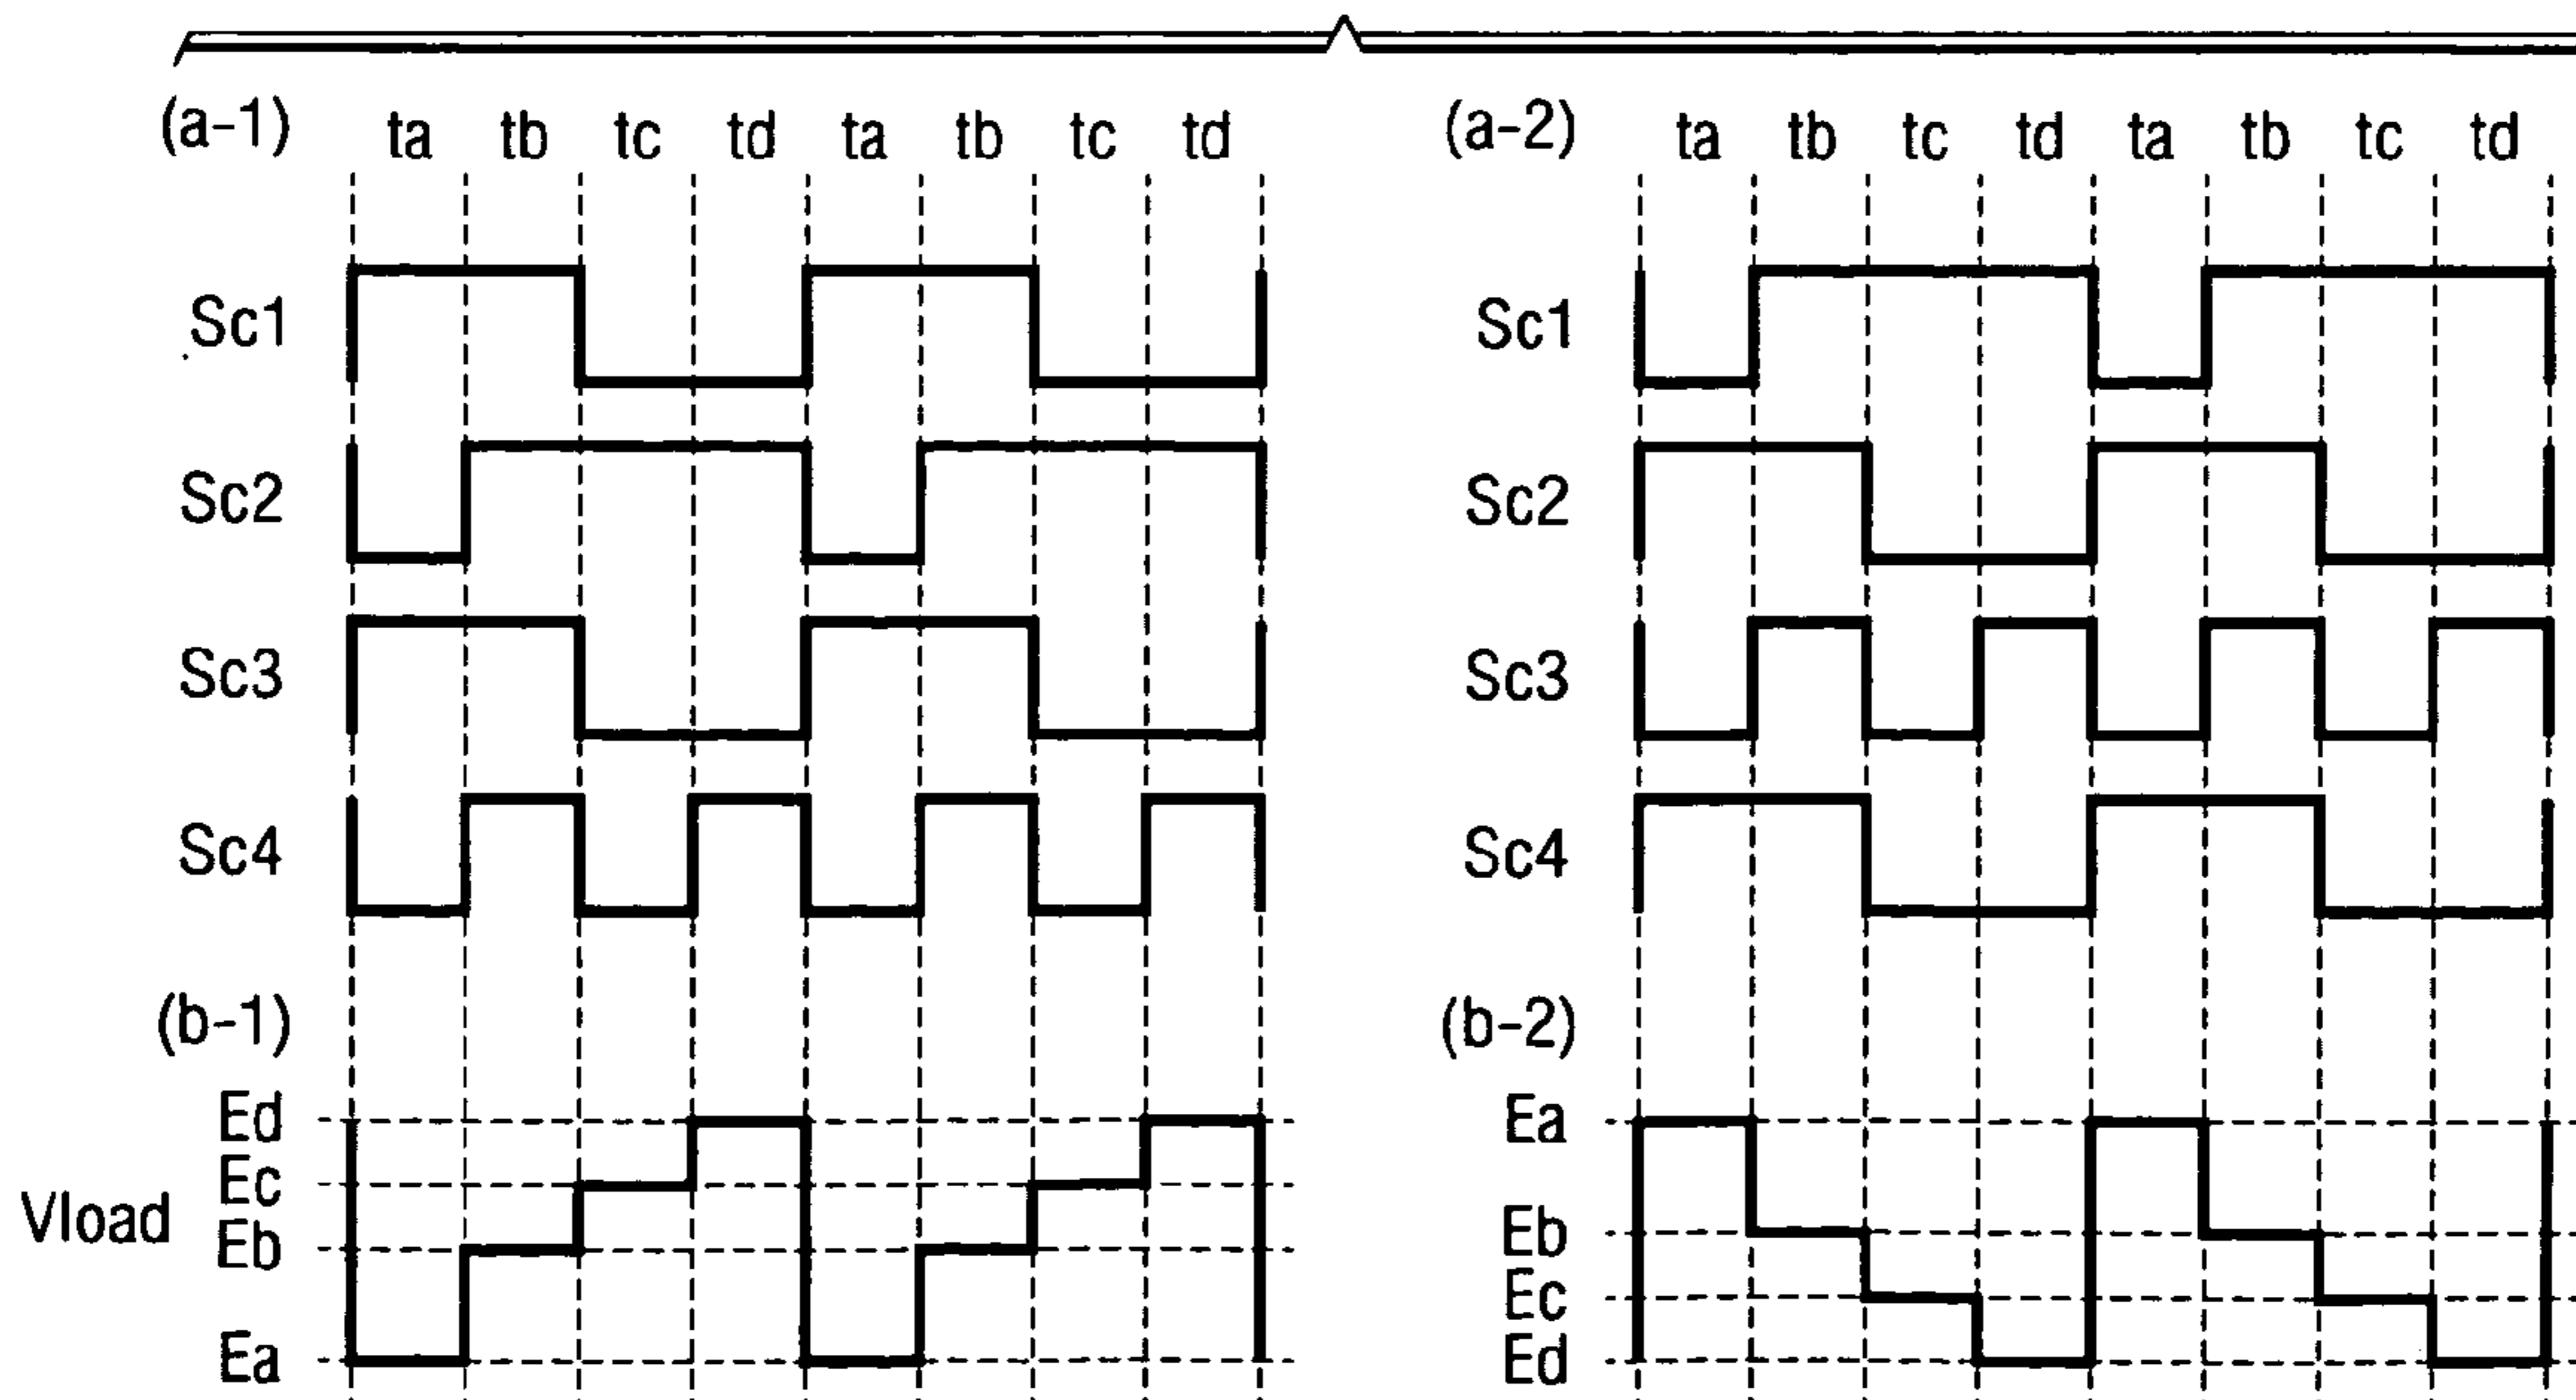 (a-1) ta tb tc td ta tb tc td
Sc1
Sc2
Sc3
Sc4
(b-1)
Ed
Ec
Vload
Eb
Ea
(a-2) ta tb tc td ta tb tc td
Sc1
Sc2
Sc3
Sc4
(b-2)
Ea
Eb
Ec
Ed